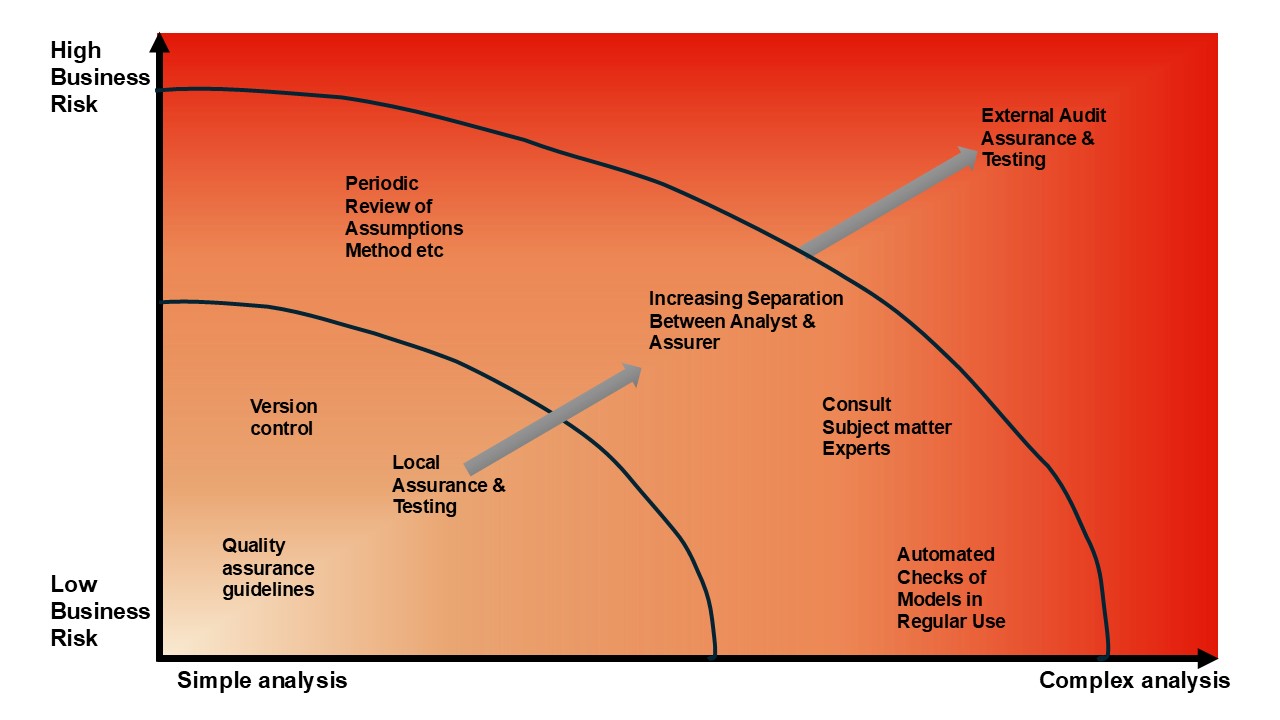 High
Business
Risk
External Audit
Assurance &
Testing
Periodic
Review of
Assumptions
Method etc
Increasing Separation
Between Analyst &
Assurer
Version
control
Consult
Subject matter
Experts
Local
Assurance &
Testing
Quality
assurance
guidelines
Automated
Checks of
Models in
Regular Use
Low
Business
Risk
Simple analysis
Complex analysis